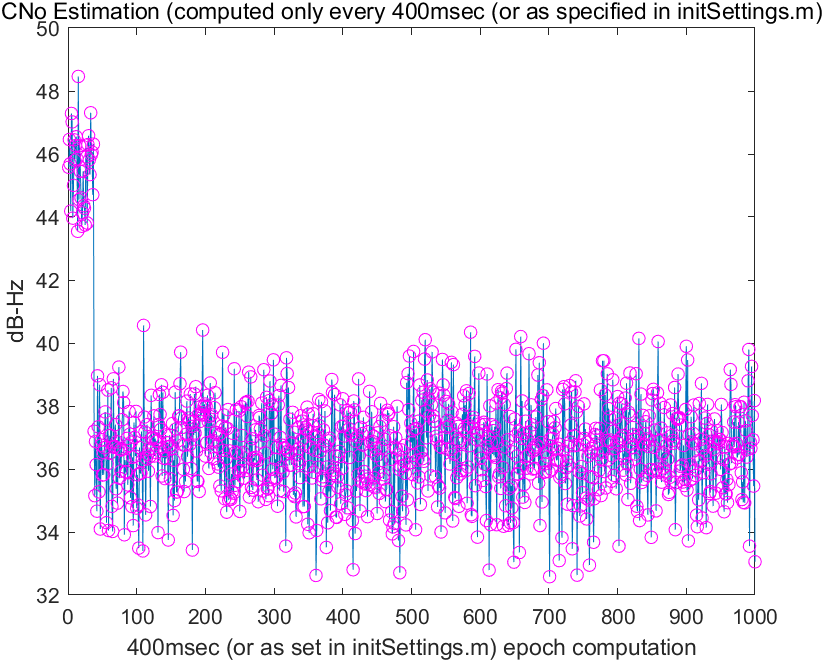 CNo Estimation (computed only every 400msec (or as specified in initSettings.m)
50
48
46
44
42
40
38
36
34
32
dB-Hz
0 100 200 300 400 500 600 700 800 900 1000
400msec (or as set in initSettings.m) epoch computation